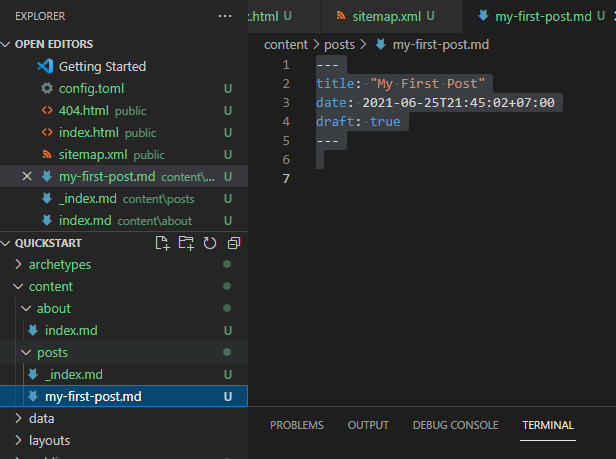 EXPLORER
OPEN EDITORS
Getting Started
config.toml U
404.html public U
index.html public U
sitemap.xml public U
my-first-post.md content\... U
_index.md content\posts U
index.md content\about U
QUICKSTART
archetypes
content
about
index.md U
posts
_index.md U
my-first-post.md U
data
layouts
.html U sitemap.xml U my-first-post.md U
content > posts > my-first-post.md
1 ---
2 title: "My First Post"
3 date: 2021-06-25T21:45:02+07:00
4 draft: true
5 ---
6
7
PROBLEMS OUTPUT DEBUG CONSOLE TERMINAL